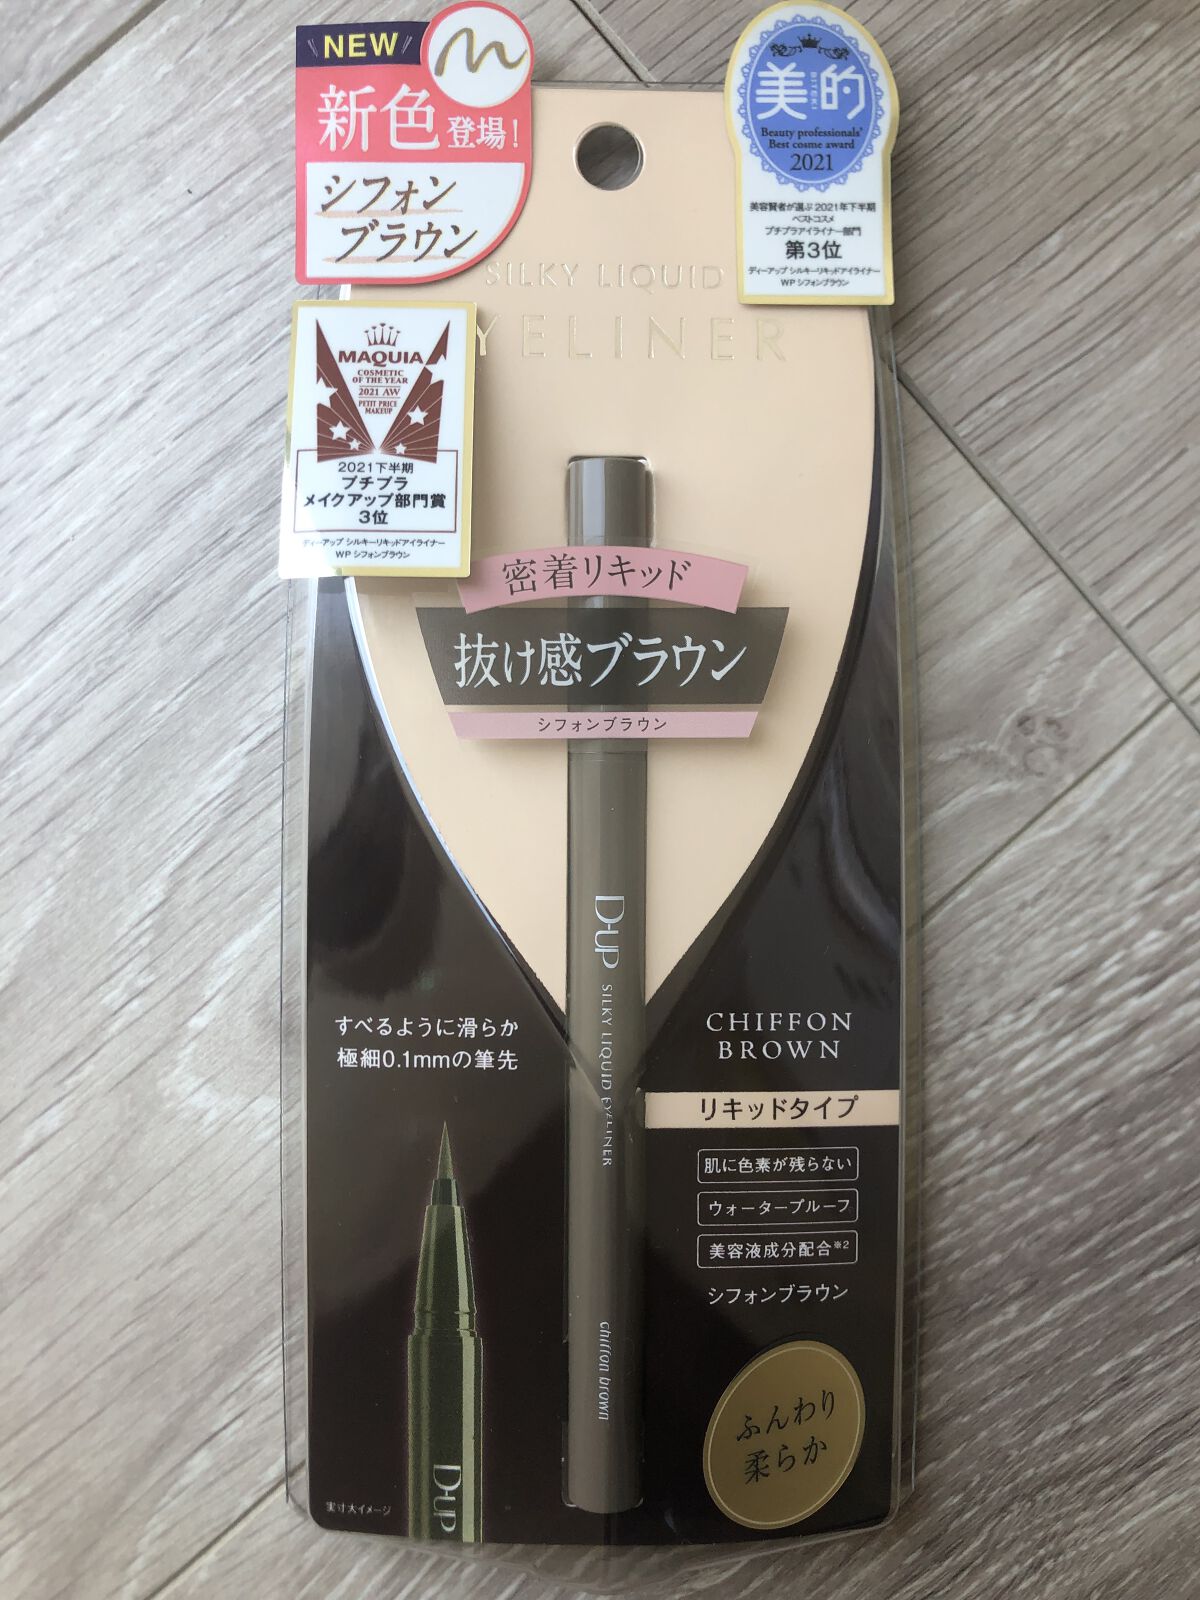 NEW
新色登場!
シフォン
ブラウン
美的
BITEKI
Beauty professionals'
Best cosme award
2021
美容賢者が選ぶ2021年下半期
ベストコスメ
プチプラアイライナー部門
第3位
ディーアップ シルキーリキッドアイライナー
WP シフォンブラウン
SILKY LIQUID
YELINER
MAQUIA
COSMETIC
OF THE YEAR
2021 AW
PETIT PRICE
MAKEUP
2021下半期
プチプラ
メイクアップ部門賞
3位
ディーアップ シルキーリキッドアイライナー
WP シフォンブラウン
密着リキッド
抜け感ブラウン
シフォンブラウン
D-UP SILKY LIQUID EYELINER
chiffon brown
すべるように滑らか
極細0.1mmの筆先
D-UP
実寸大イメージ
CHIFFON
BROWN
リキッドタイプ
肌に色素が残らない
ウォータープルーフ
美容液成分配合※2
シフォンブラウン
ふんわり
柔らか